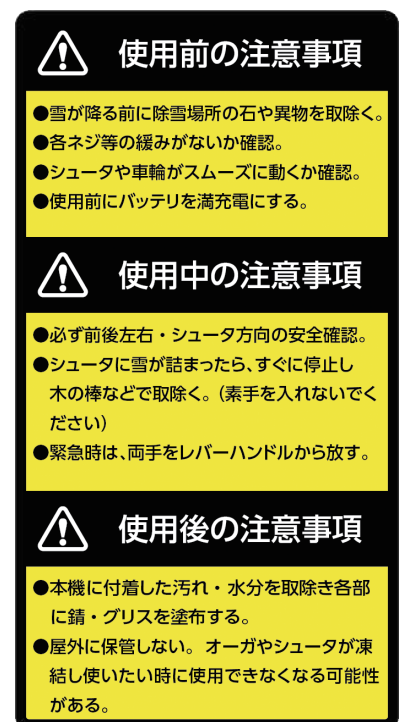 使用前の注意事項
●雪が降る前に除雪場所の石や異物を取除く。
●各ネジ等の緩みがないか確認。
●シュータや車輪がスムーズに動くか確認。
●使用前にバッテリを満充電にする。
使用中の注意事項
●必ず前後左右・シュータ方向の安全確認。
●シュータに雪が詰まったら、すぐに停止し
木の棒などで取除く。(素手を入れないでく
ださい)
●緊急時は、両手をレバーハンドルから放す。
使用後の注意事項
●本機に付着した汚れ・水分を取除き各部
に錆・グリスを塗布する。
●屋外に保管しない。オーガやシュータが凍
結し使いたい時に使用できなくなる可能性
がある。